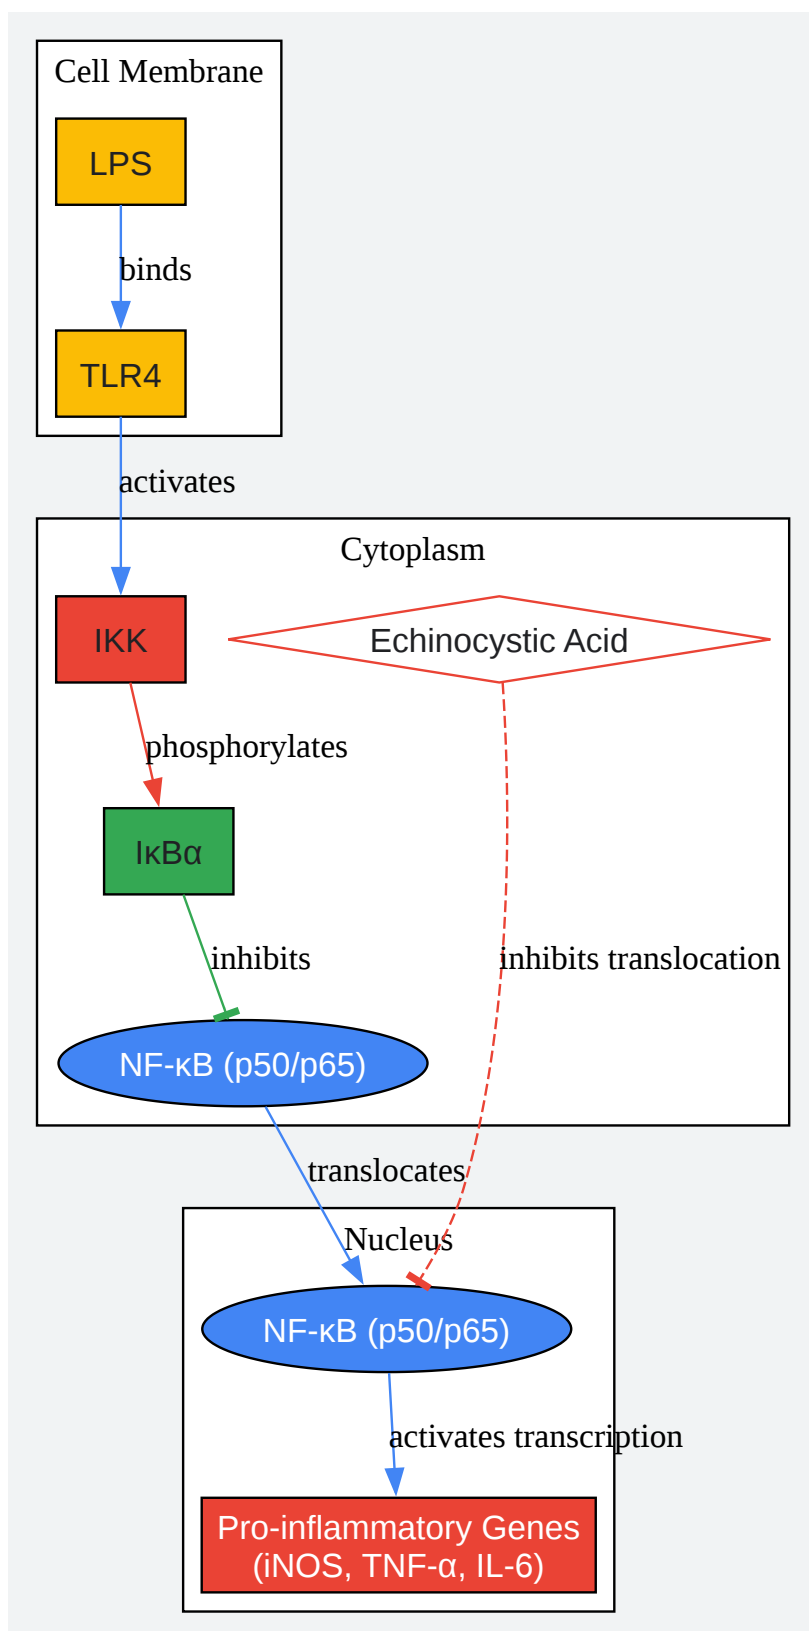 Cell Membrane
LPS
binds
TLR4
activates
Cytoplasm
IKK
Echinocystic Acid
phosphorylates
IκBα
inhibits
inhibits translocation
NF-κB (p50/p65)
translocates
Nucleus
NF-κB (p50/p65)
activates transcription
Pro-inflammatory Genes
(iNOS, TNF-α, IL-6)